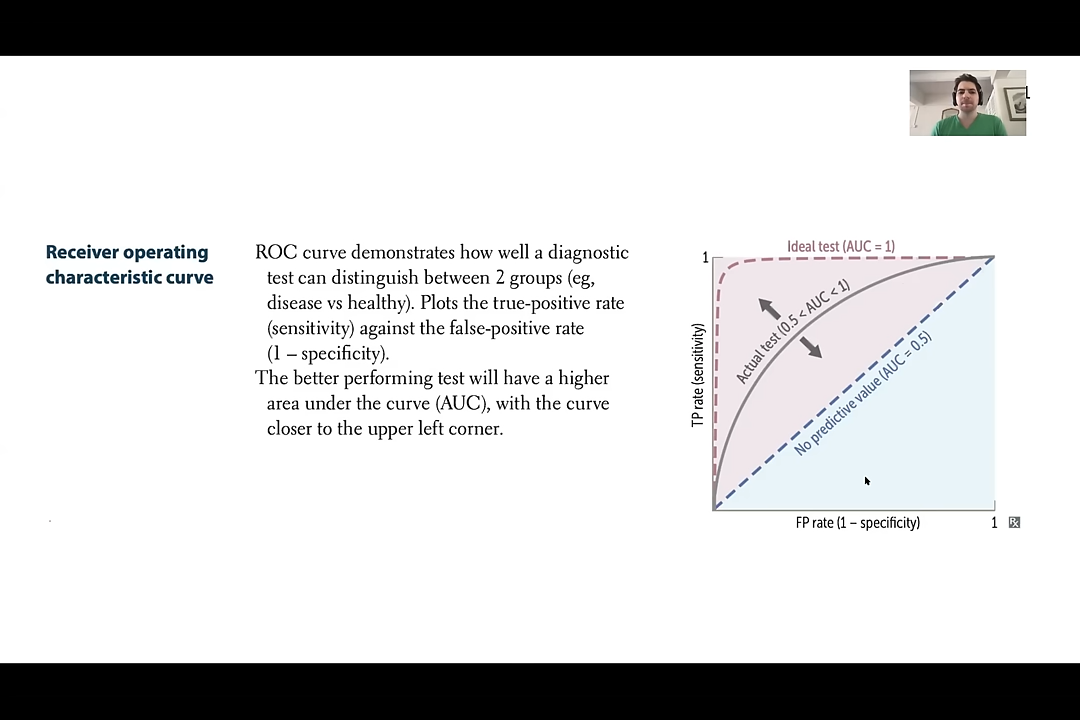 Receiver operating
characteristic curve
ROC curve demonstrates how well a diagnostic
test can distinguish between 2 groups (eg,
disease vs healthy). Plots the true-positive rate
(sensitivity) against the false-positive rate
(1 – specificity).
The better performing test will have a higher
area under the curve (AUC), with the curve
closer to the upper left corner.
Ideal test (AUC = 1)
1
Actual test (0.5 < AUC < 1)
No predictive value (AUC = 0.5)
TP rate (sensitivity)
FP rate (1 – specificity)
1
℞